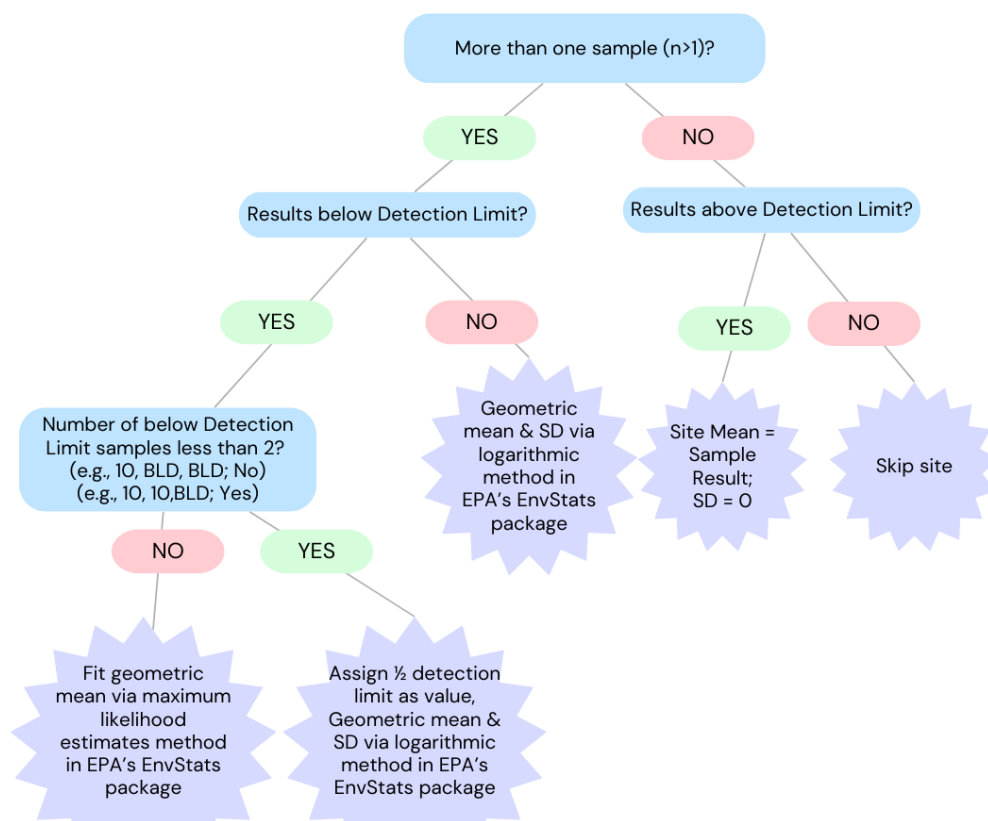 More than one sample (n>1)?
YES
NO
Results below Detection Limit?
Results above Detection Limit?
YES
NO
YES
NO
Number of below Detection
Limit samples less than 2?
(e.g., 10, BLD, BLD; No)
(e.g., 10, 10,BLD; Yes)
Geometric
mean & SD via
logarithmic
method in
EPA's EnvStats
package
Site Mean =
Sample
Result;
SD = 0
Skip site
NO
YES
Fit geometric
mean via maximum
likelihood
estimates method
in EPA's EnvStats
package
Assign ½ detection
limit as value,
Geometric mean &
SD via logarithmic
method in EPA's
EnvStats package